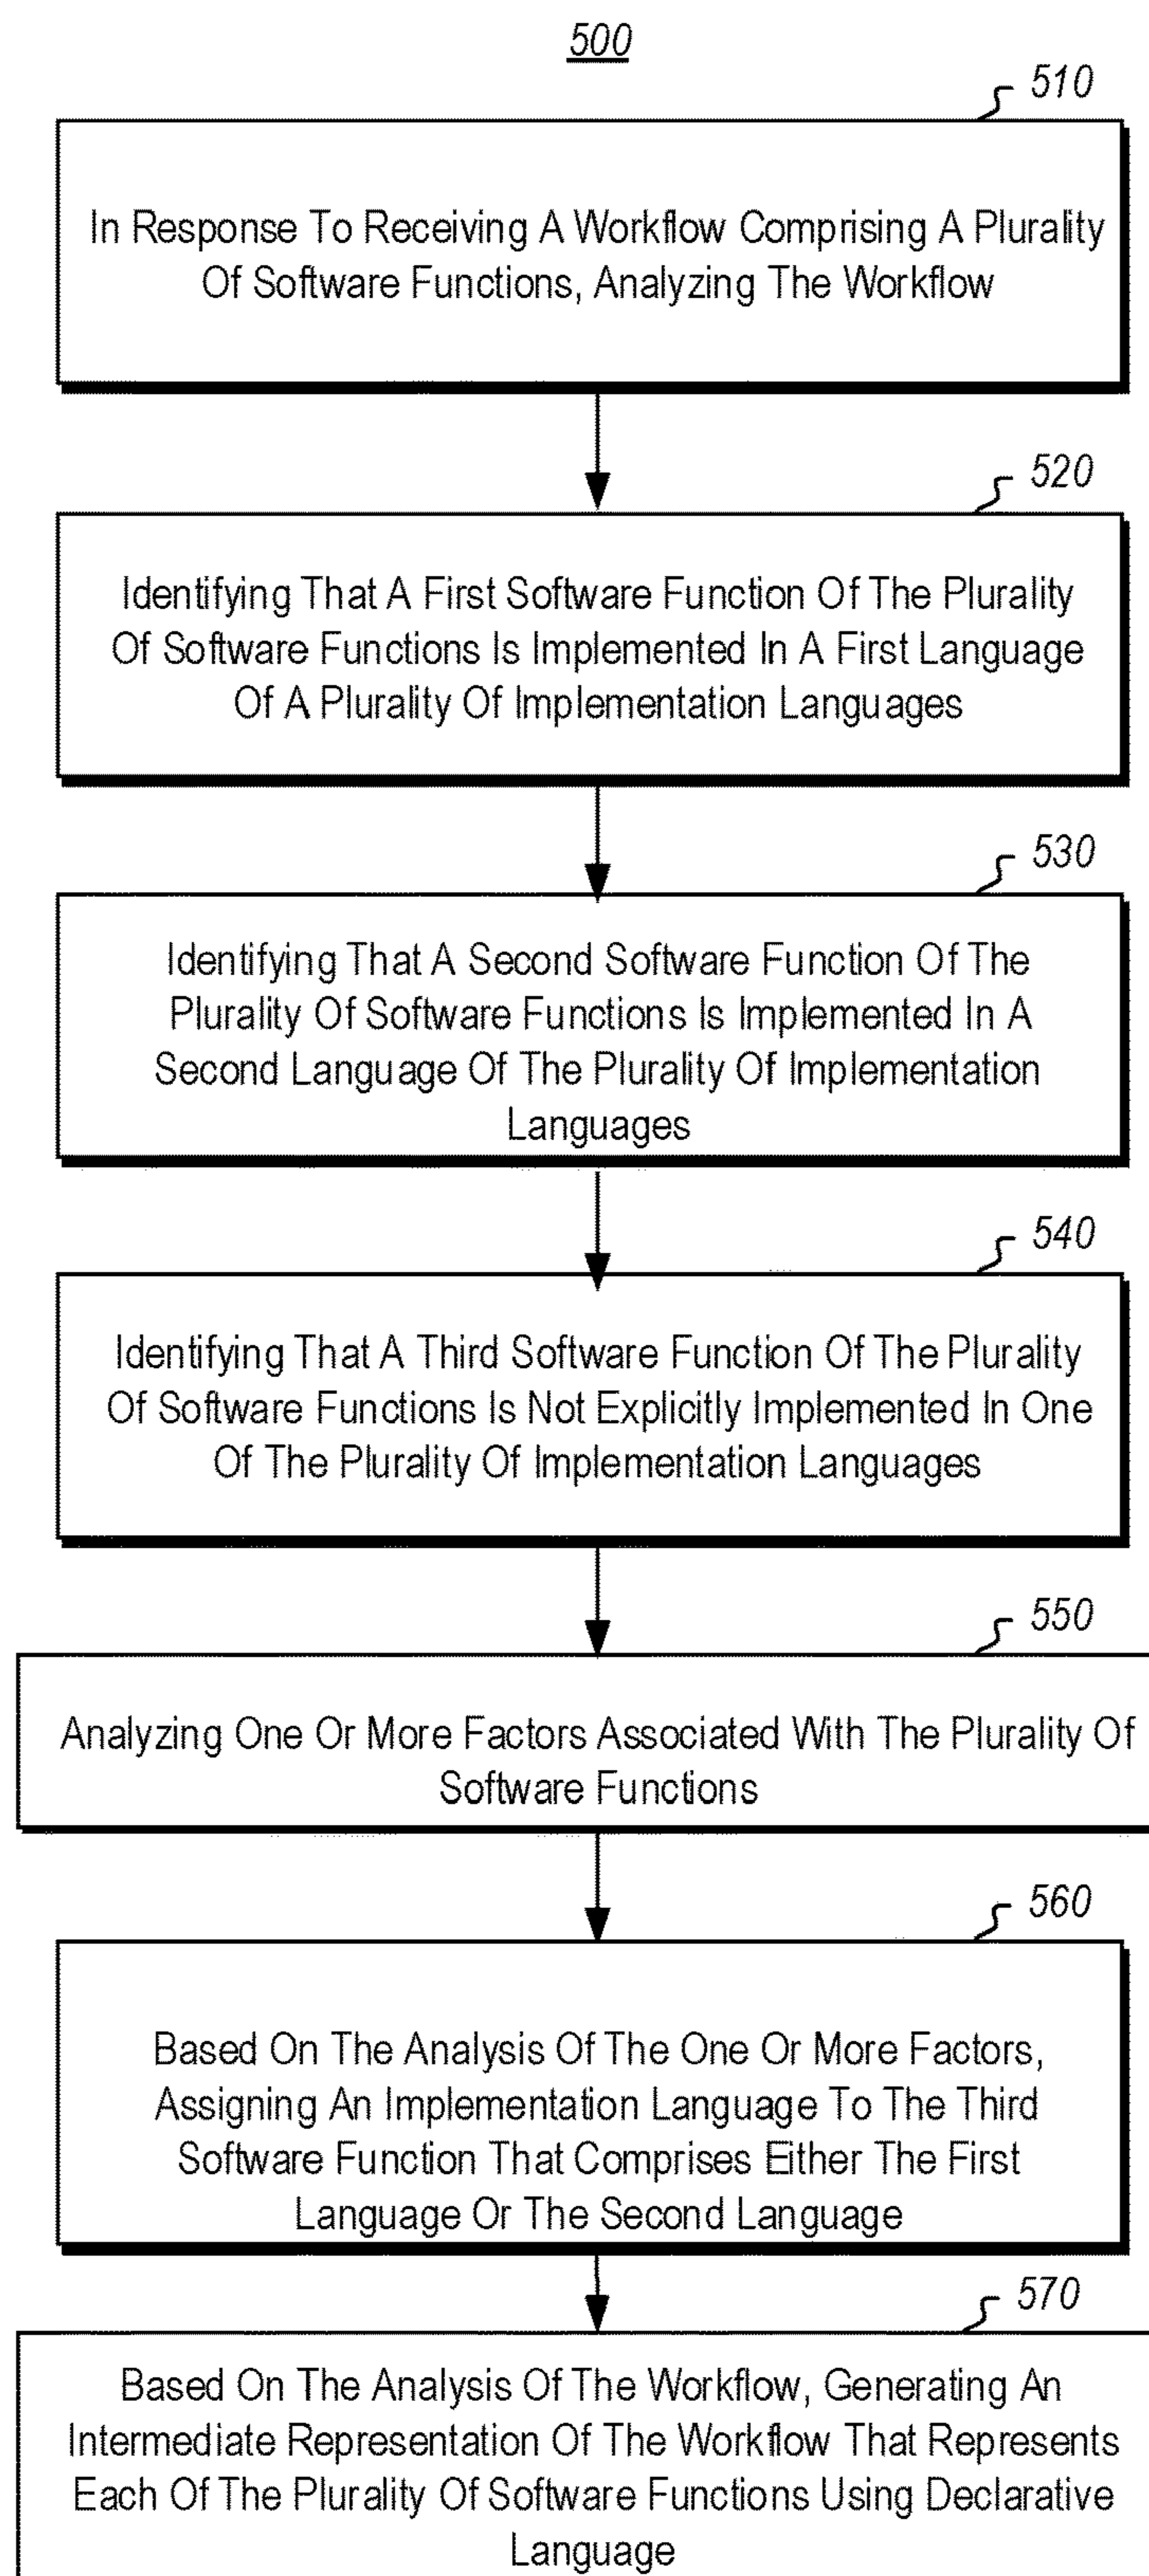 500
510
In Response To Receiving A Workflow Comprising A Plurality
Of Software Functions, Analyzing The Workflow
520
Identifying That A First Software Function Of The Plurality
Of Software Functions Is Implemented In A First Language
Of A Plurality Of Implementation Languages
530
Identifying That A Second Software Function Of The
Plurality Of Software Functions Is Implemented In A
Second Language Of The Plurality Of Implementation
Languages
540
Identifying That A Third Software Function Of The Plurality
Of Software Functions Is Not Explicitly Implemented In One
Of The Plurality Of Implementation Languages
550
Analyzing One Or More Factors Associated With The Plurality Of
Software Functions
560
Based On The Analysis Of The One Or More Factors,
Assigning An Implementation Language To The Third
Software Function That Comprises Either The First
Language Or The Second Language
570
Based On The Analysis Of The Workflow, Generating An
Intermediate Representation Of The Workflow That Represents
Each Of The Plurality Of Software Functions Using Declarative
Language